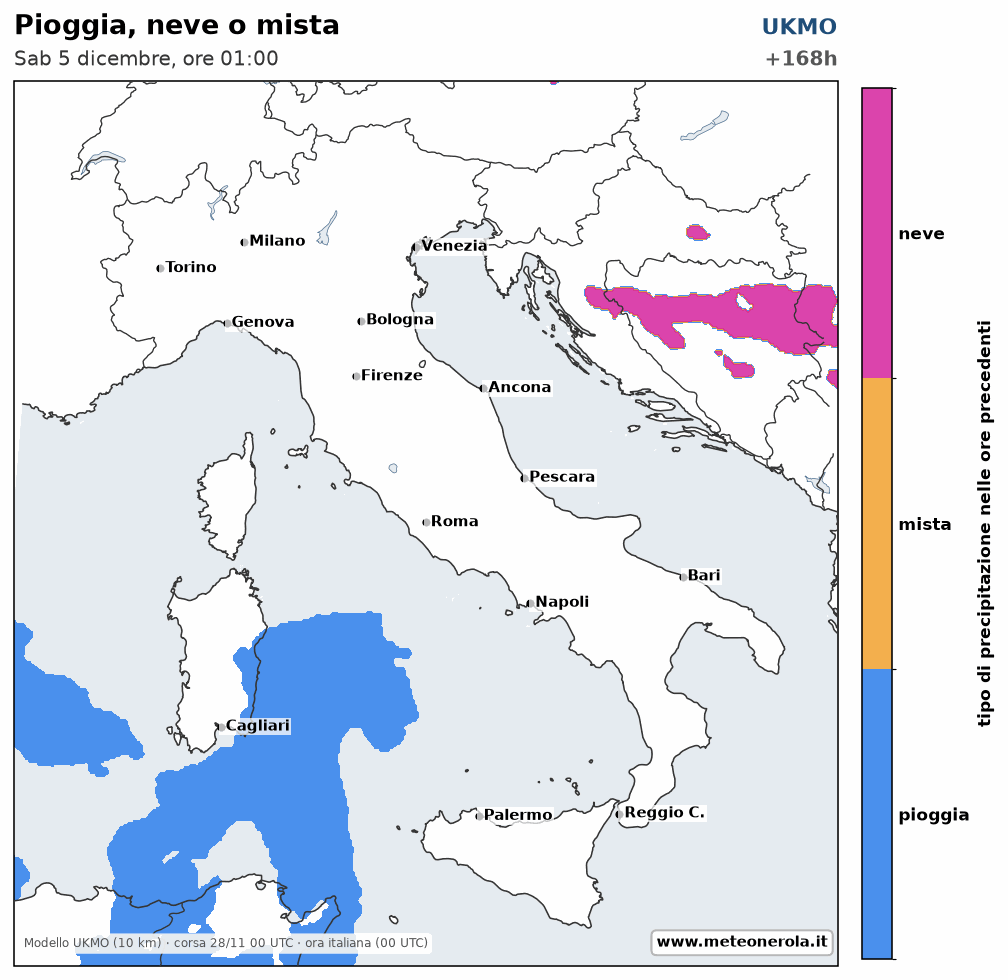 Pioggia, neve o mista
UKMO
Sab 5 dicembre, ore 01:00
+168h
Milano
Venezia
Torino
Genova
Bologna
Firenze
Ancona
Pescara
Roma
Bari
Napoli
Cagliari
Palermo
Reggio C.
neve
mista
pioggia
tipo di precipitazione nelle ore precedenti
Modello UKMO (10 km) · corsa 28/11 00 UTC · ora italiana (00 UTC)
www.meteonerola.it